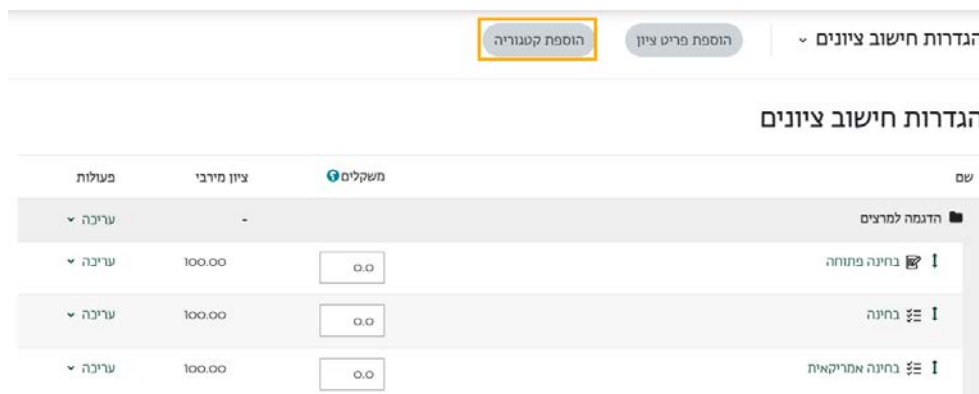 הגדרות חישוב ציונים הוספת פריט ציון הוספת קטגוריה
הגדרות חישוב ציונים
שם משקלים ציון מירבי פעולות
הדגמה למרצים - עריכה
בחינה פתוחה 0.0 100.00 עריכה
בחינה 0.0 100.00 עריכה
בחינה אמריקאית 0.0 100.00 עריכה